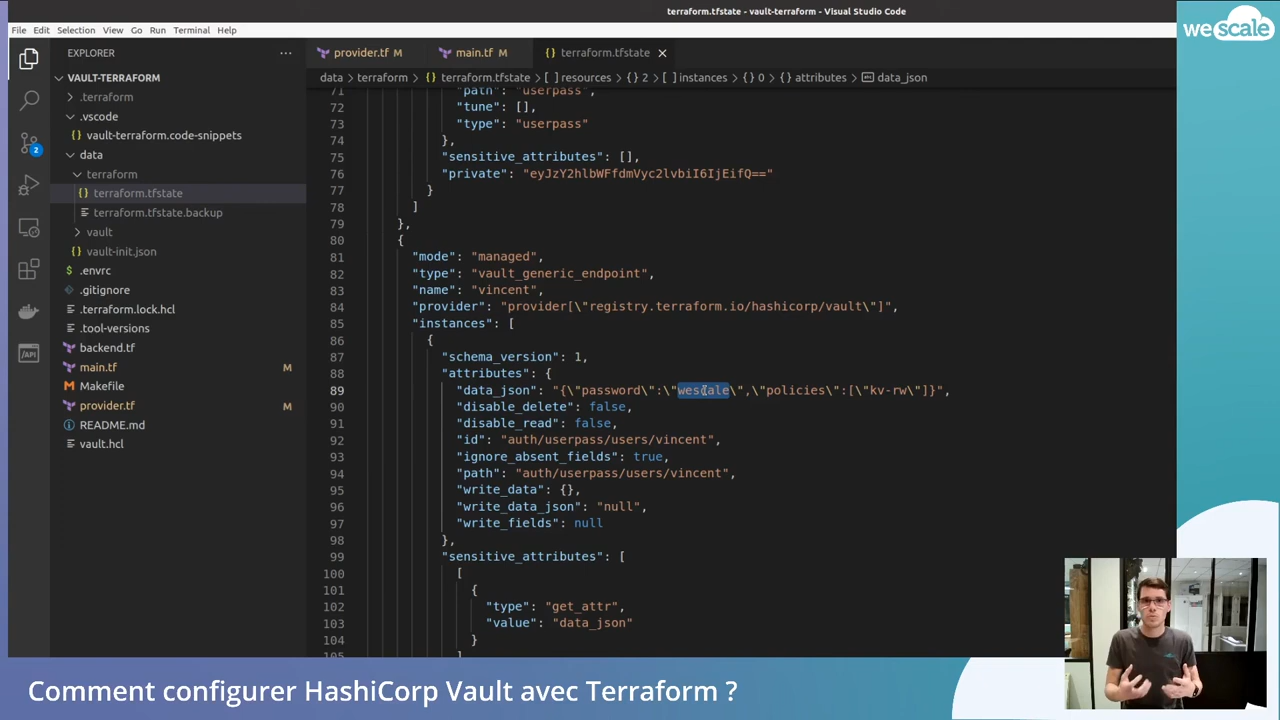 terraform.tfstate - vault-terraform - Visual Studio Code
wescale
File Edit Selection View Go Run Terminal Help
EXPLORER
provider.tf M
main.tf M
terraform.tfstate
data > terraform > terraform.tfstate > [ ] resources > {} 2 > [ ] instances > {} 0 > {} attributes > data_json
VAULT-TERRAFORM
.terraform
.vscode
vault-terraform.code-snippets
data
terraform
terraform.tfstate
terraform.tfstate.backup
vault
vault-init.json
.envrc
.gitignore
.terraform.lock.hcl
.tool-versions
backend.tf
main.tf M
Makefile
provider.tf M
README.md
vault.hcl
2
/API
71 "path": "userpass",
72 "tune": [],
73 "type": "userpass"
74 },
75 "sensitive_attributes": [],
76 "private": "eyJzY2hlbWFfdmVyc2lvbiI6IjEifQ=="
77 }
78 ]
79 },
80 {
81 "mode": "managed",
82 "type": "vault_generic_endpoint",
83 "name": "vincent",
84 "provider": "provider[\"registry.terraform.io/hashicorp/vault\"]",
85 "instances": [
86 {
87 "schema_version": 1,
88 "attributes": {
89 "data_json": "{\"password\":\"wescale\",\"policies\":[\"kv-rw\"]}",
90 "disable_delete": false,
91 "disable_read": false,
92 "id": "auth/userpass/users/vincent",
93 "ignore_absent_fields": true,
94 "path": "auth/userpass/users/vincent",
95 "write_data": {},
96 "write_data_json": "null",
97 "write_fields": null
98 },
99 "sensitive_attributes": [
100 [
101 {
102 "type": "get_attr",
103 "value": "data_json"
104 }
105 ]
Comment configurer HashiCorp Vault avec Terraform ?